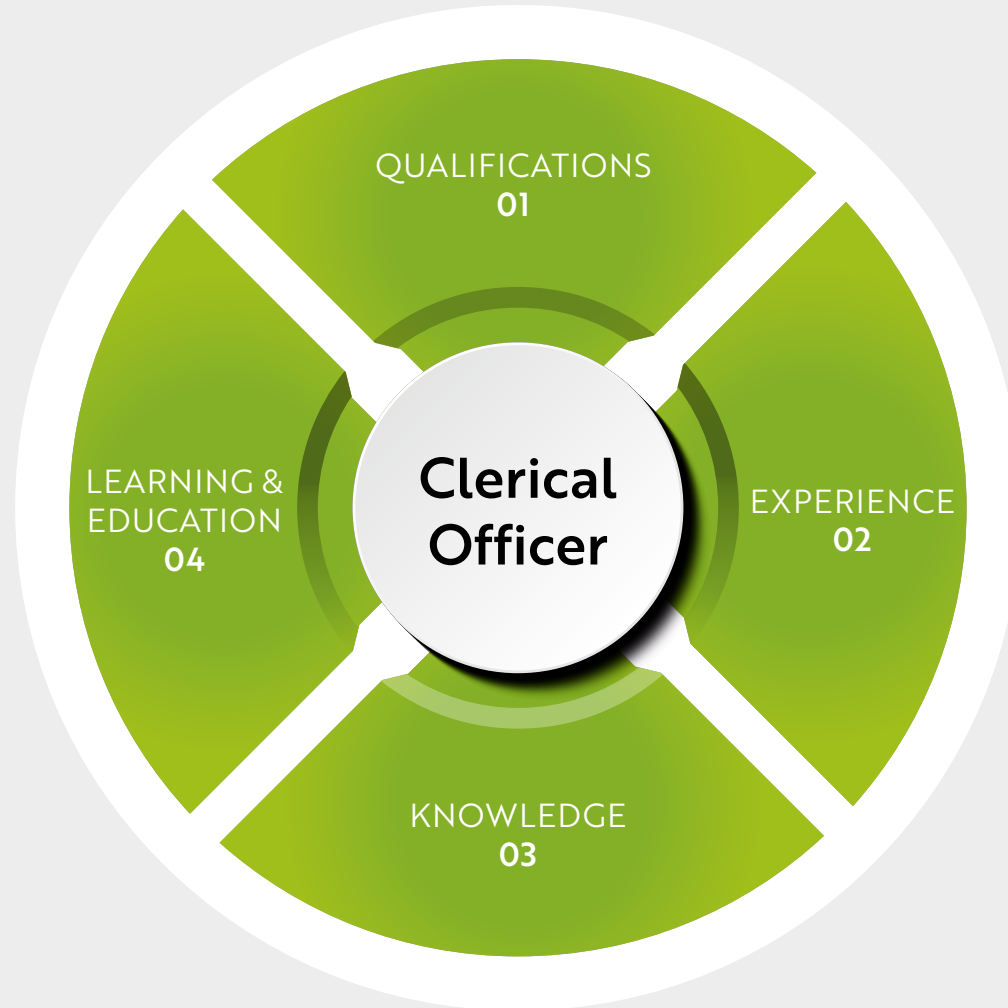 QUALIFICATIONS
01
EXPERIENCE
02
KNOWLEDGE
03
LEARNING &
EDUCATION
04
Clerical
Officer